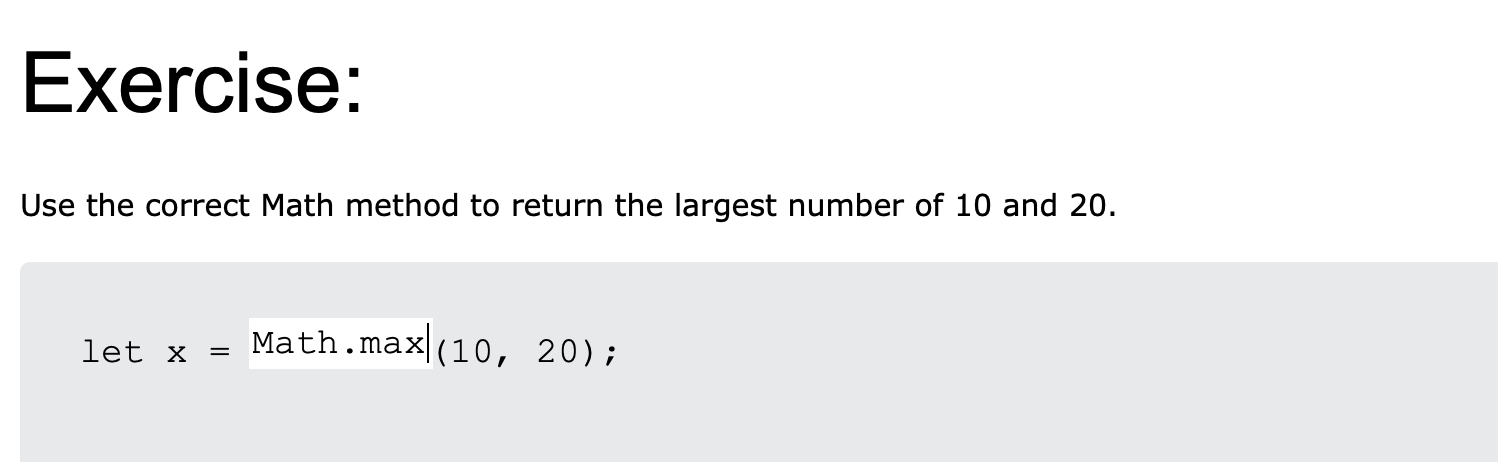 Exercise:
Use the correct Math method to return the largest number of 10 and 20.
let x = Math.max(10, 20);